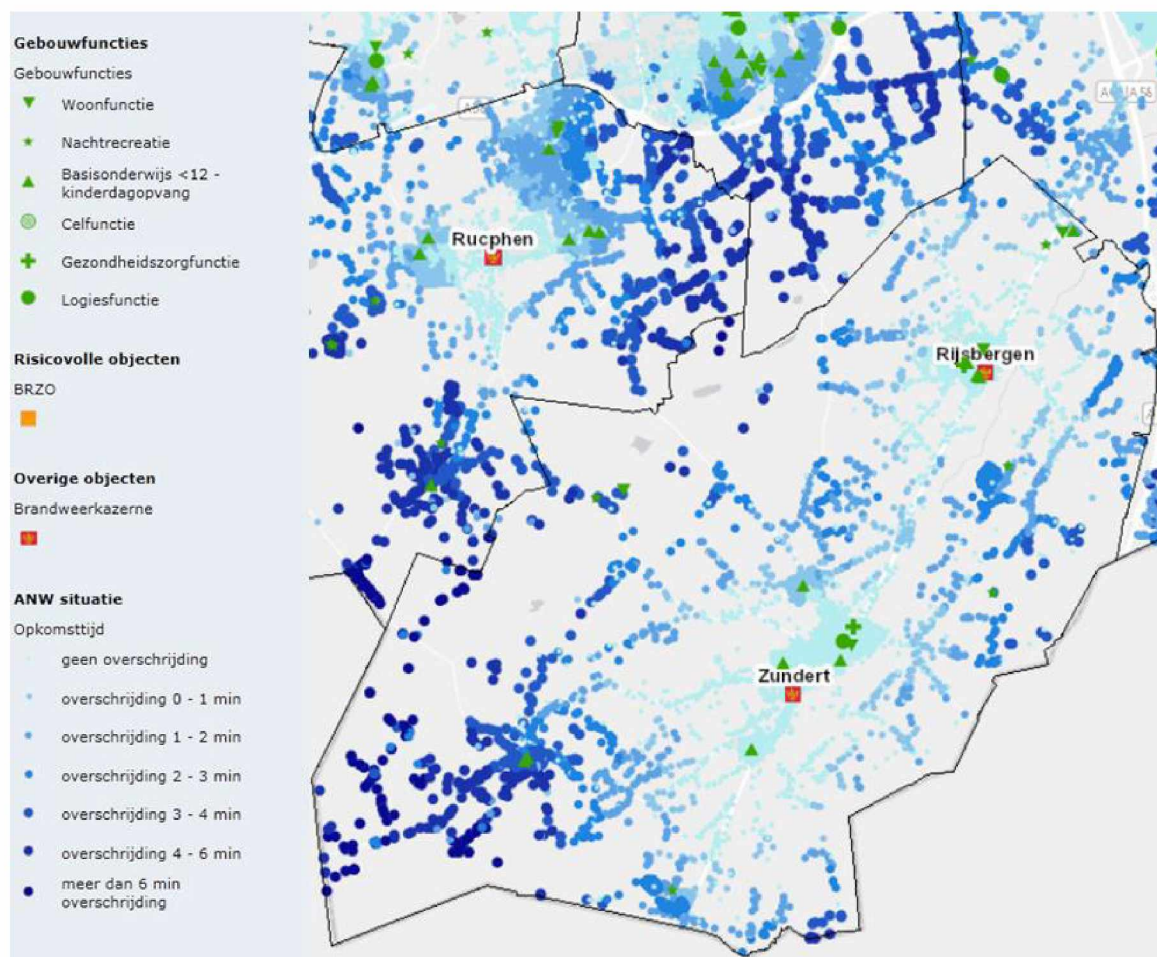 Gebouwfuncties
Gebouwfuncties
Woonfunctie
Nachtrecreatie
Basisonderwijs <12 -
kinderdagopvang
Celfunctie
Gezondheidszorgfunctie
Logiesfunctie
Risicovolle objecten
BRZO
Overige objecten
Brandweerkazerne
ANW situatie
Opkomsttijd
geen overschrijding
overschrijding 0 - 1 min
overschrijding 1 - 2 min
overschrijding 2 - 3 min
overschrijding 3 - 4 min
overschrijding 4 - 6 min
meer dan 6 min
overschrijding
Rucphen
Rijsbergen
Zundert